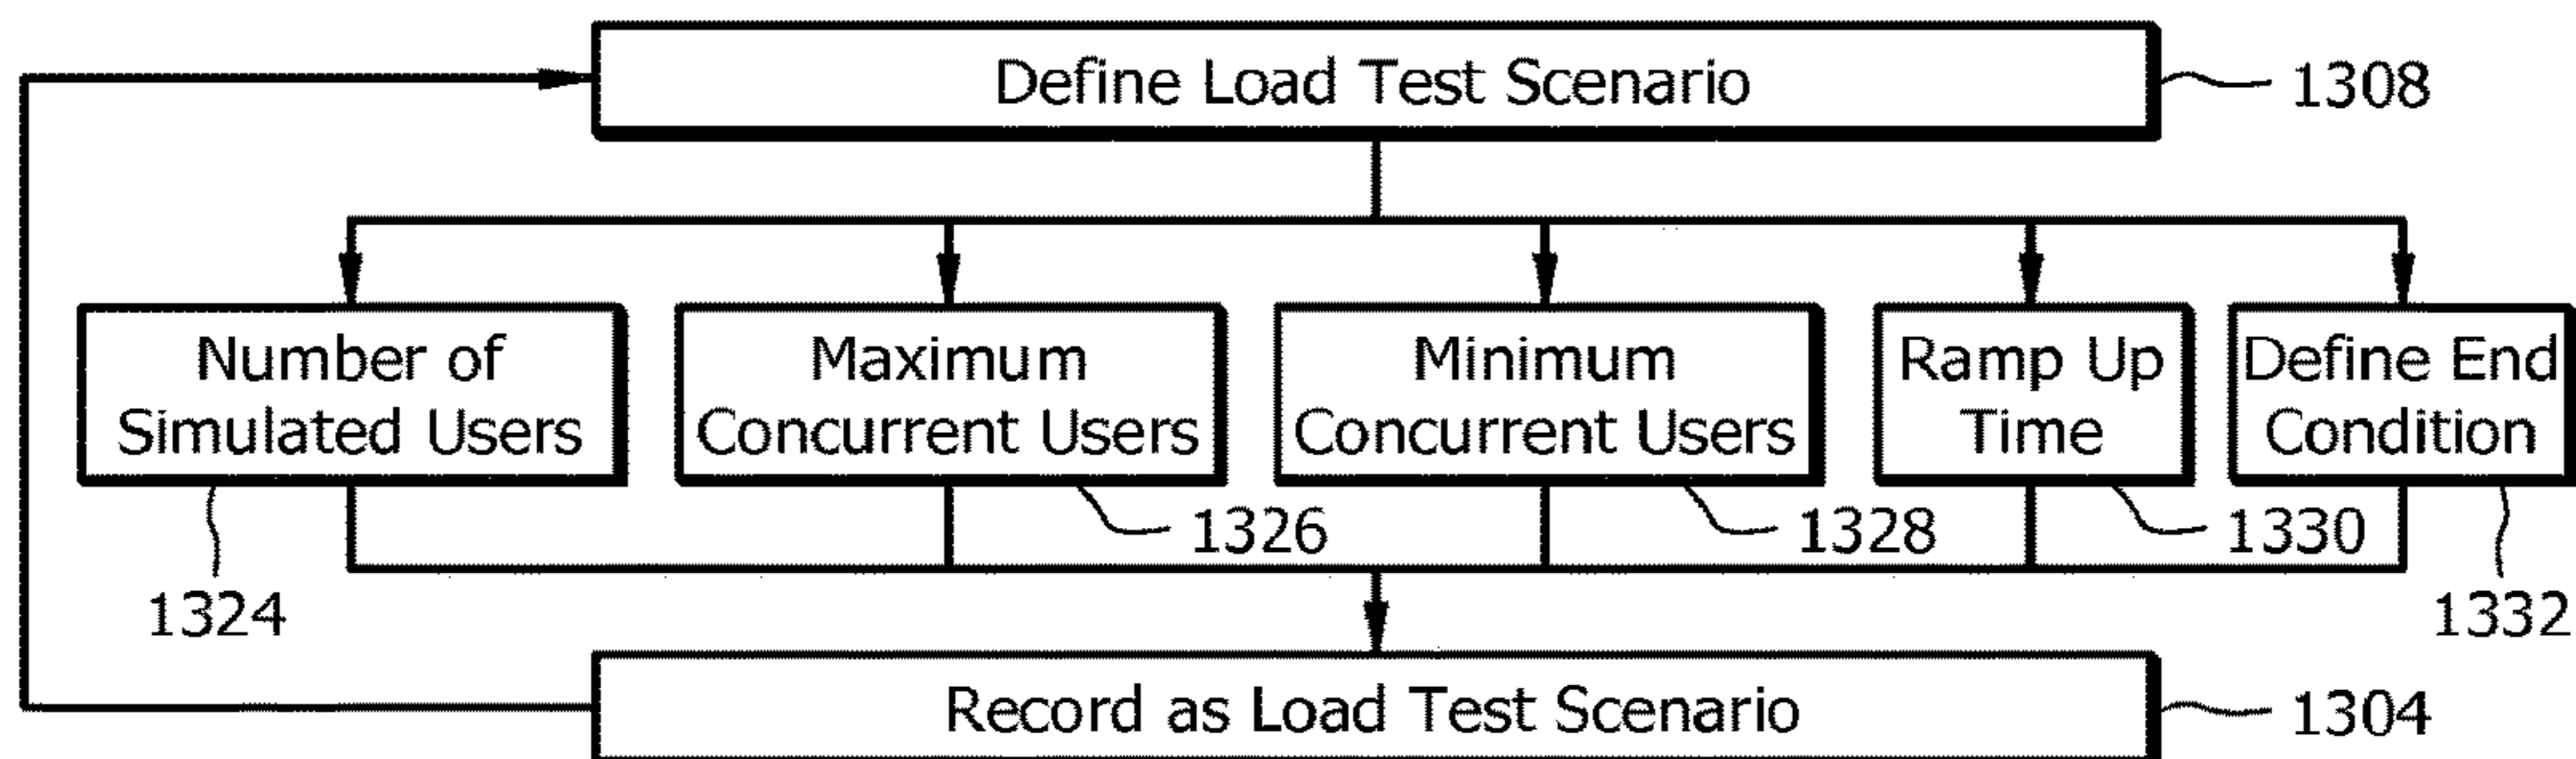 Define Load Test Scenario
1308
Number of
Simulated Users
Maximum
Concurrent Users
Minimum
Concurrent Users
Ramp Up
Time
Define End
Condition
1324
1326
1328
1330
1332
Record as Load Test Scenario
1304